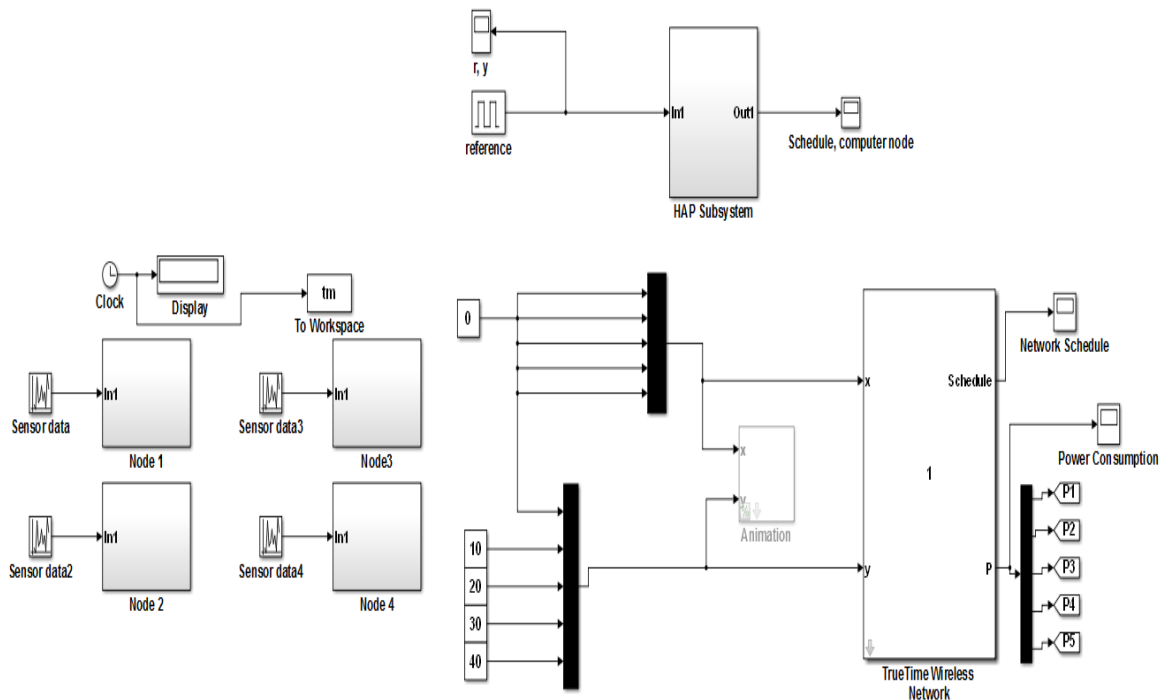 r, y
reference
In1
Out1
HAP Subsystem
Schedule, computer node
Clock
Display
tm
To Workspace
Sensor data
In1
Node 1
Sensor data3
In1
Node3
Sensor data2
In1
Node 2
Sensor data4
In1
Node 4
0
10
20
30
40
x
y
Animation
x
y
1
Schedule
P
TrueTime Wireless
Network
Network Schedule
Power Consumption
P1
P2
P3
P4
P5